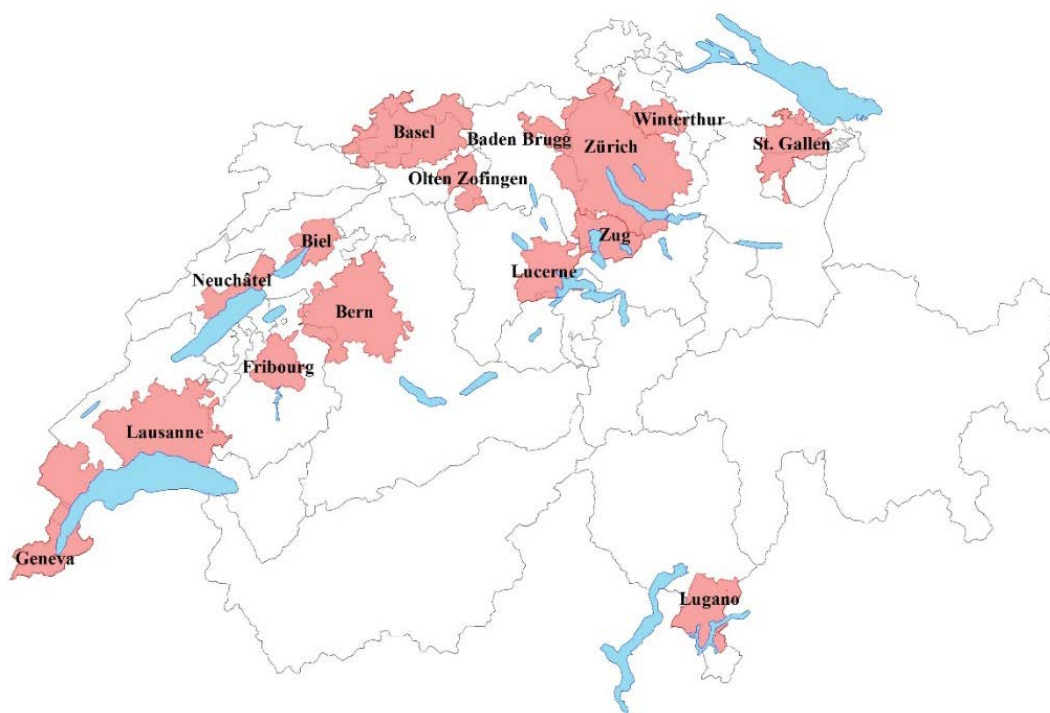 Winterthur
Basel
Baden Brugg
Zürich
St. Gallen
Olten Zofingen
Biel
Zug
Lucerne
Neuchâtel
Bern
Fribourg
Lausanne
Geneva
Lugano